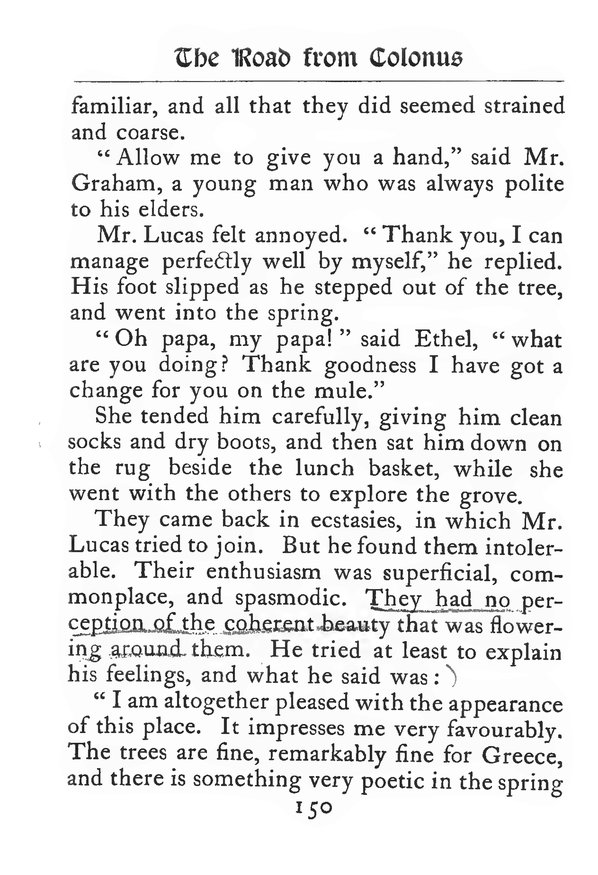 The Road from Colonus
familiar, and all that they did seemed strained
and coarse.
“Allow me to give you a hand,” said Mr.
Graham, a young man who was always polite
to his elders.
Mr. Lucas felt annoyed. “Thank you, I can
manage perfectly well by myself,” he replied.
His foot slipped as he stepped out of the tree,
and went into the spring.
“Oh papa, my papa!” said Ethel, “what
are you doing? Thank goodness I have got a
change for you on the mule.”
She tended him carefully, giving him clean
socks and dry boots, and then sat him down on
the rug beside the lunch basket, while she
went with the others to explore the grove.
They came back in ecstasies, in which Mr.
Lucas tried to join. But he found them intoler-
able. Their enthusiasm was superficial, com-
monplace, and spasmodic. They had no per-
ception of the coherent beauty that was flower-
ing around them. He tried at least to explain
his feelings, and what he said was:
“I am altogether pleased with the appearance
of this place. It impresses me very favourably.
The trees are fine, remarkably fine for Greece,
and there is something very poetic in the spring
150